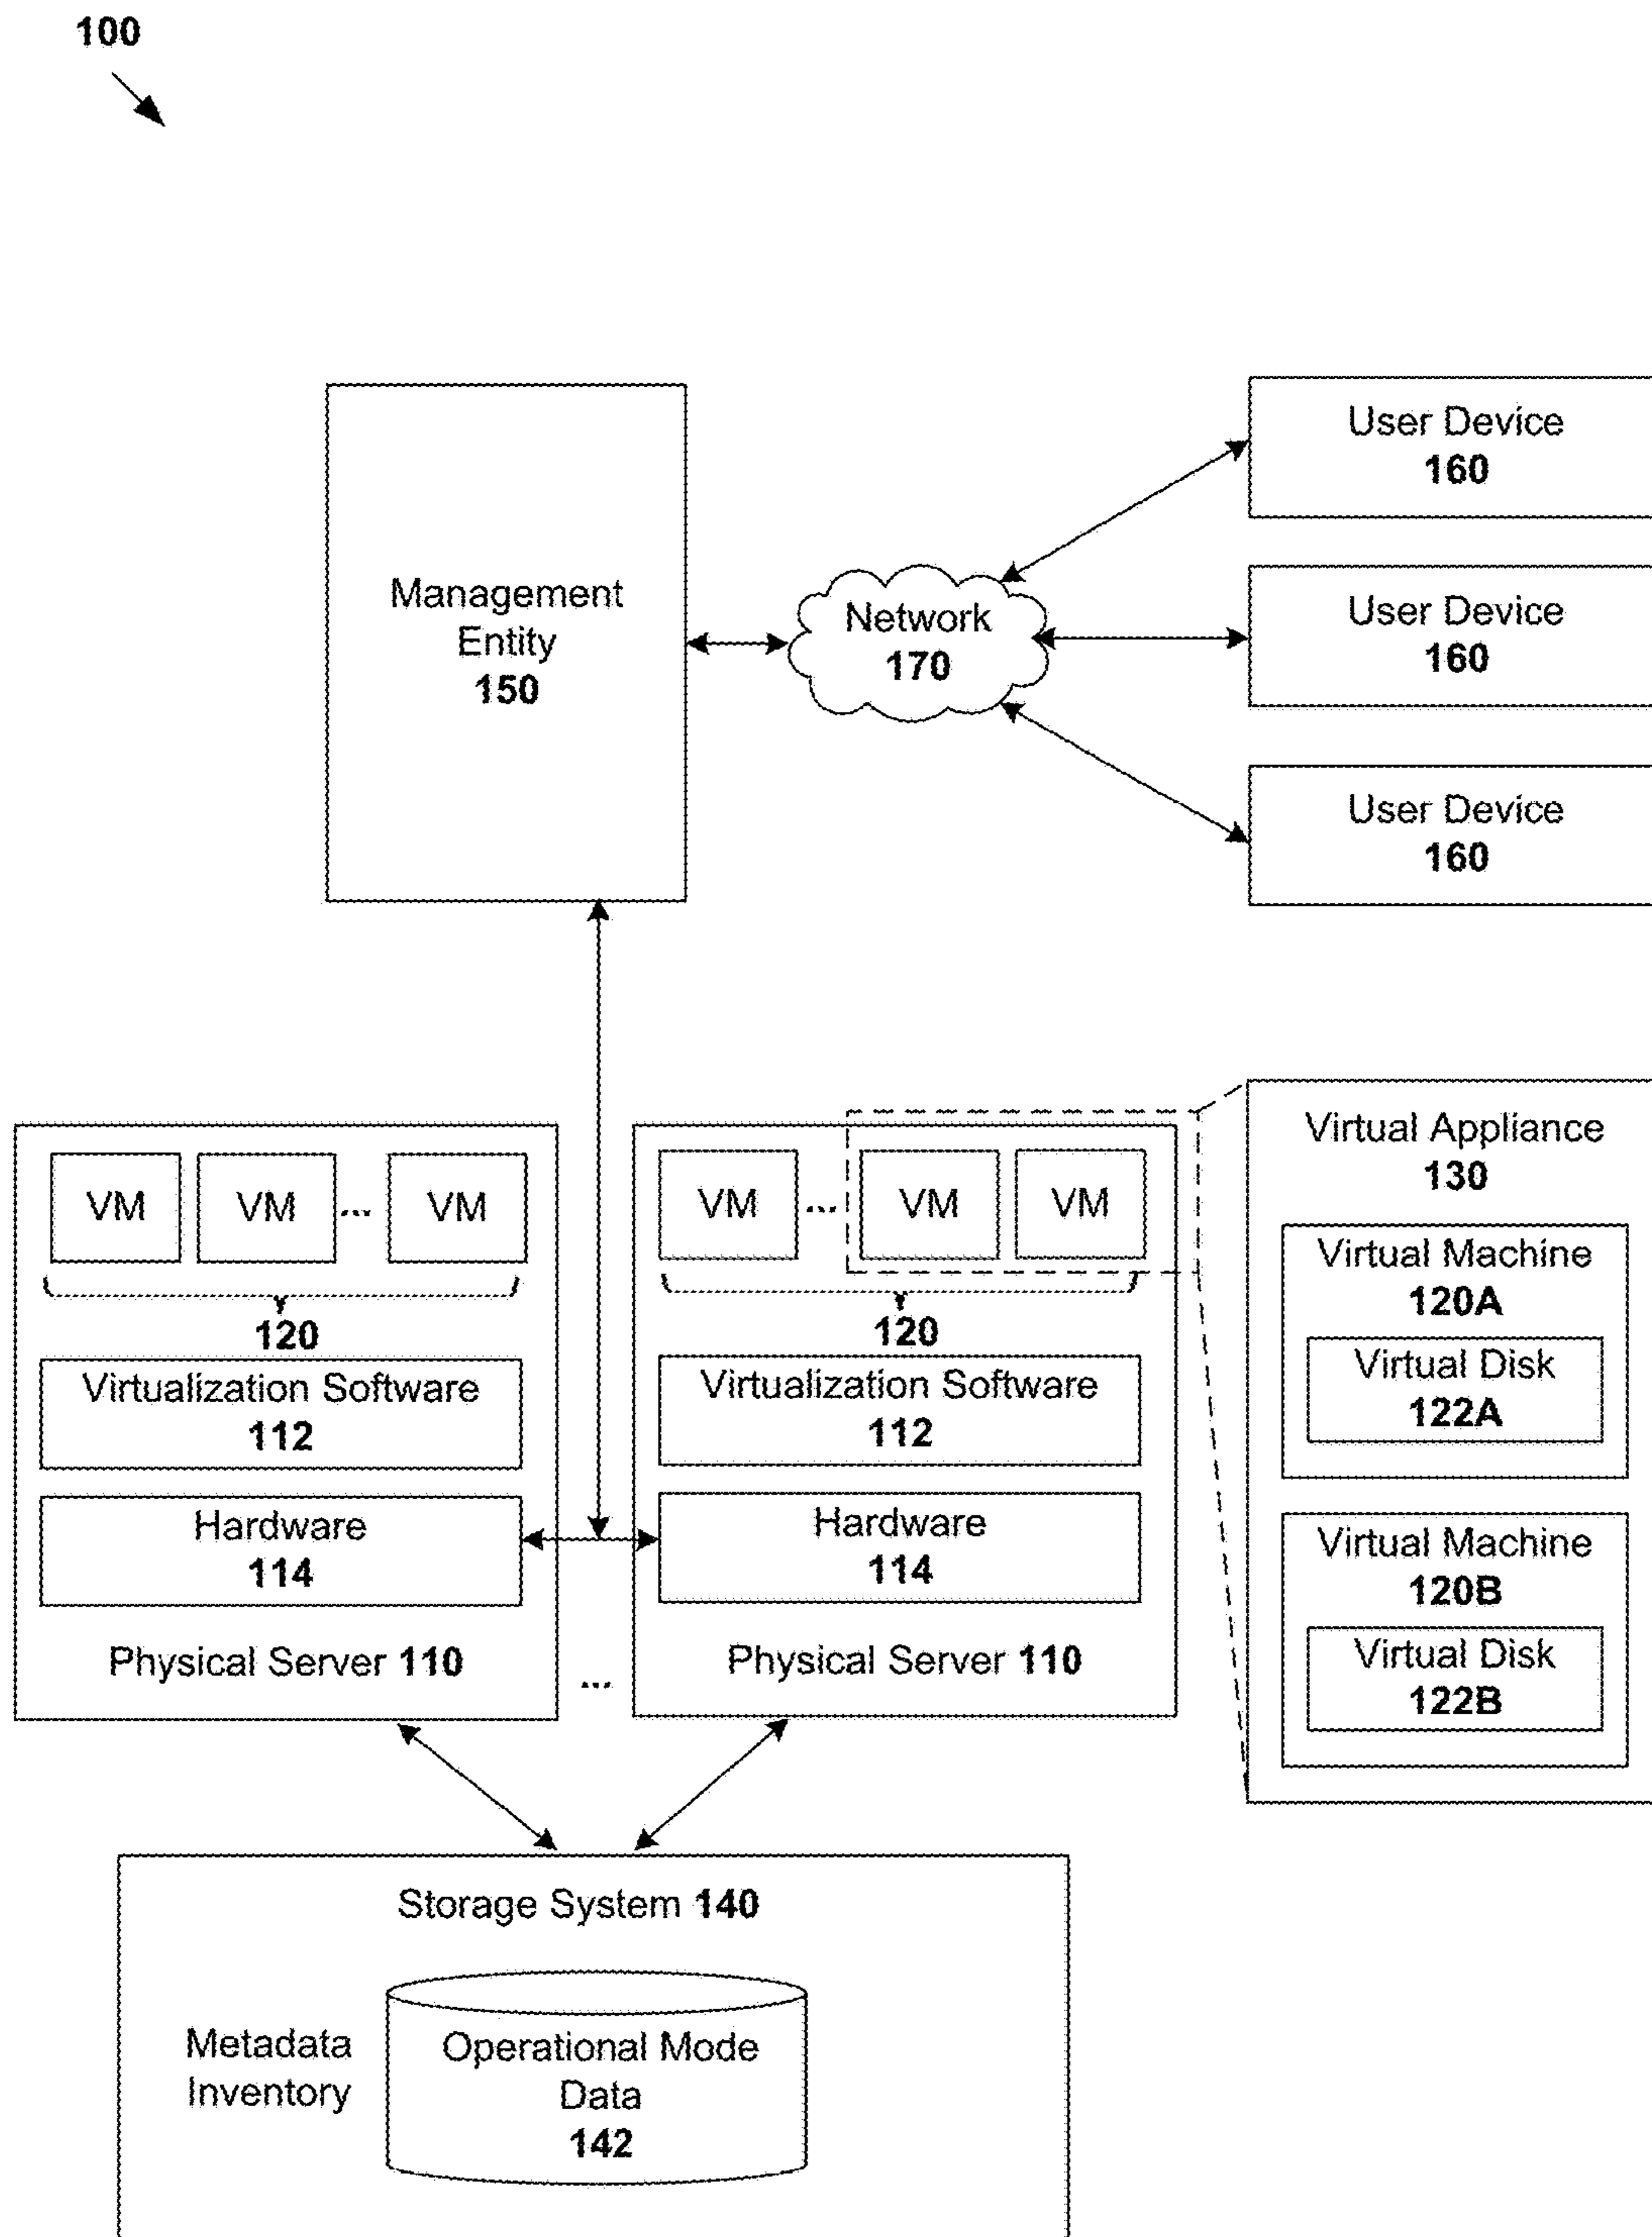 100
Management
Entity
150
Network
170
User Device
160
User Device
160
User Device
160
VM
VM
...
VM
120
Virtualization Software
112
Hardware
114
Physical Server 110
...
VM
...
VM
VM
120
Virtualization Software
112
Hardware
114
Physical Server 110
Virtual Appliance
130
Virtual Machine
120A
Virtual Disk
122A
Virtual Machine
120B
Virtual Disk
122B
Storage System 140
Metadata
Inventory
Operational Mode
Data
142